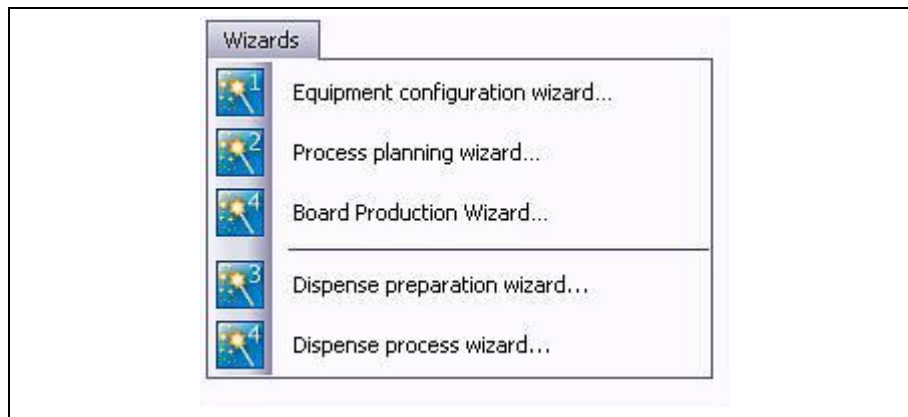 Wizards
1 Equipment configuration wizard...
2 Process planning wizard...
4 Board Production Wizard...
3 Dispense preparation wizard...
4 Dispense process wizard...